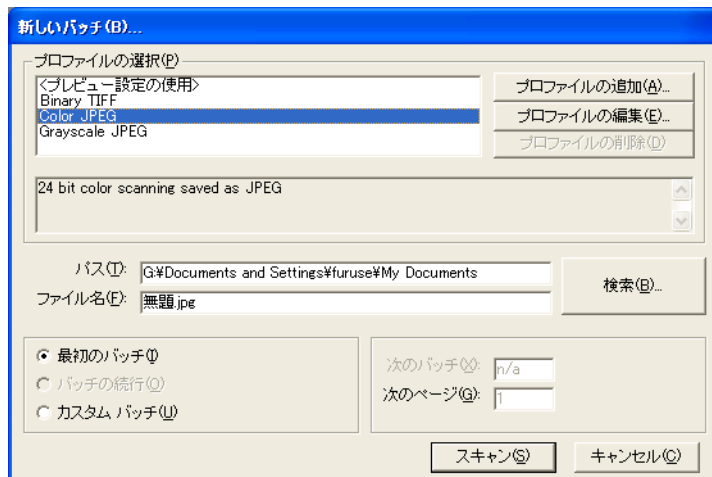 新しいバッチ(B)...
プロファイルの選択(P)
<プレビュー設定の使用>
Binary TIFF
Color JPEG
Grayscale JPEG
プロファイルの追加(A)...
プロファイルの編集(E)...
プロファイルの削除(D)
24 bit color scanning saved as JPEG
パス(T): G:¥Documents and Settings¥furuse¥My Documents
ファイル名(F): 無題.jpg
検索(B)...
最初のバッチ(I)
バッチの続行(O)
カスタム バッチ(U)
次のバッチ(X): n/a
次のページ(G): 1
スキャン(S)
キャンセル(C)